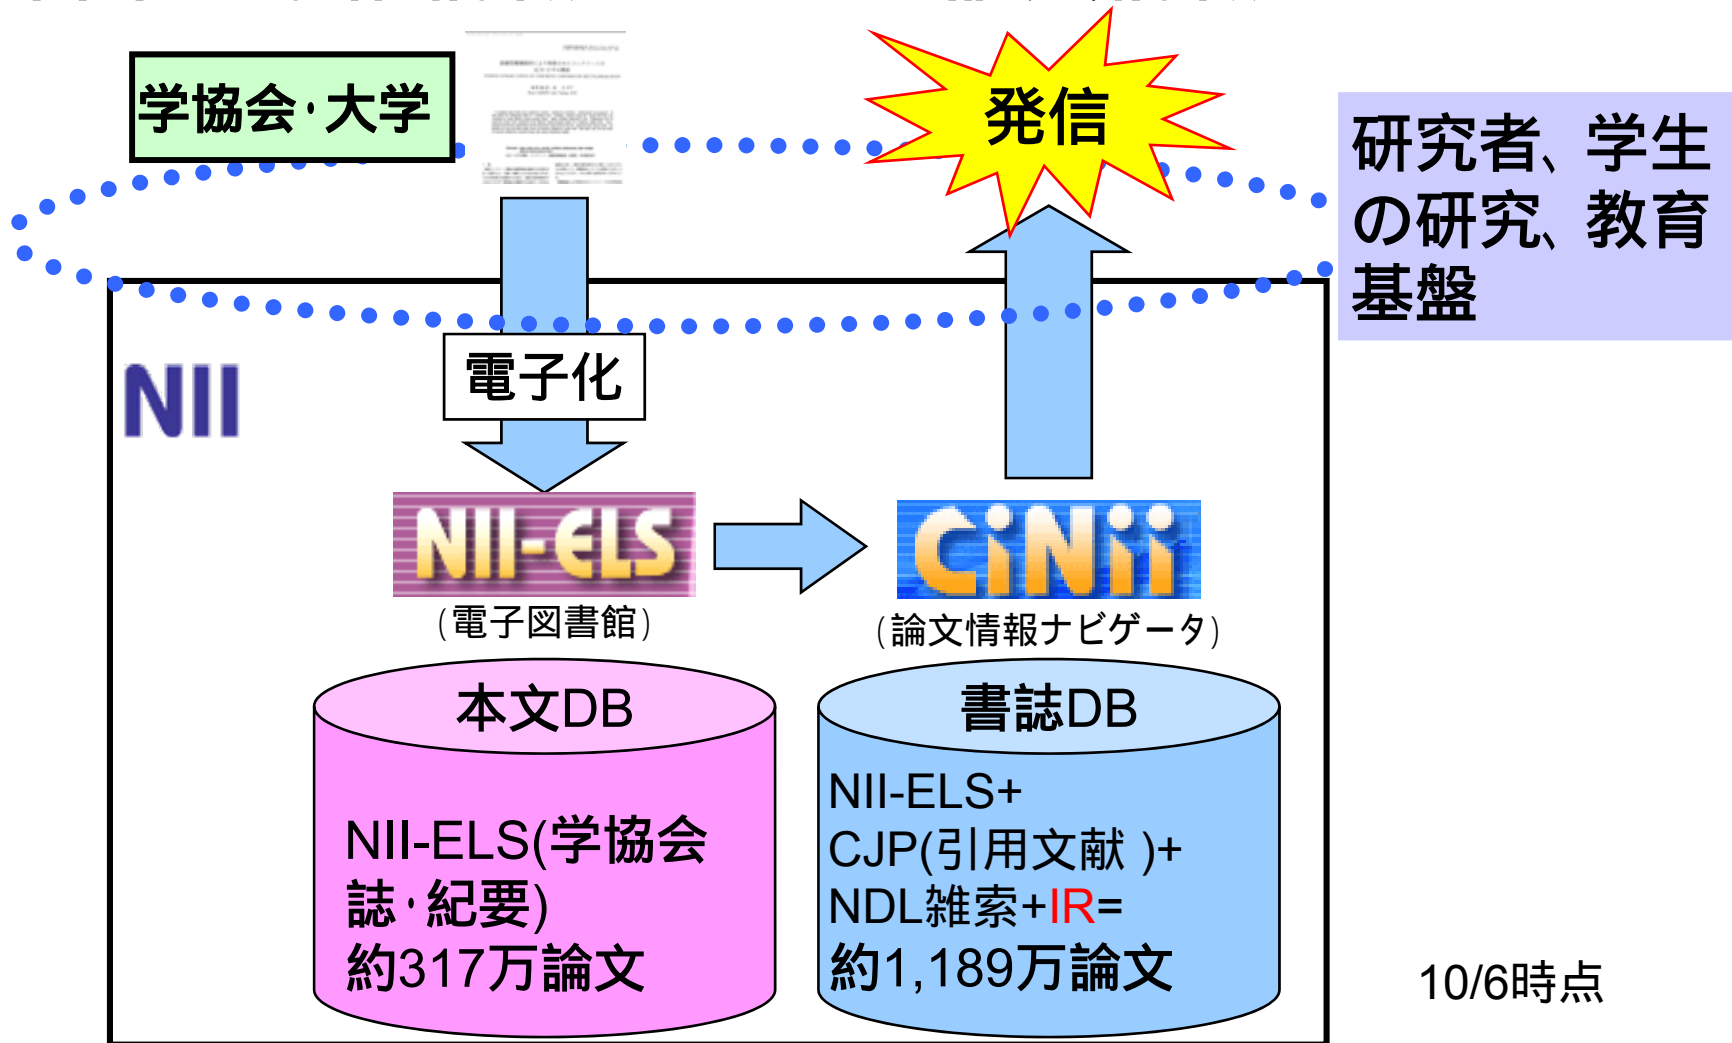 学協会・大学
発信
研究者、学生
の研究、教育
基盤
NII
電子化
NII-ELS
CiNii
(電子図書館)
(論文情報ナビゲータ)
本文DB
書誌DB
NII-ELS(学協会
誌・紀要)
約317万論文
NII-ELS+
CJP(引用文献 )+
NDL雑索+IR=
約1,189万論文
10/6時点